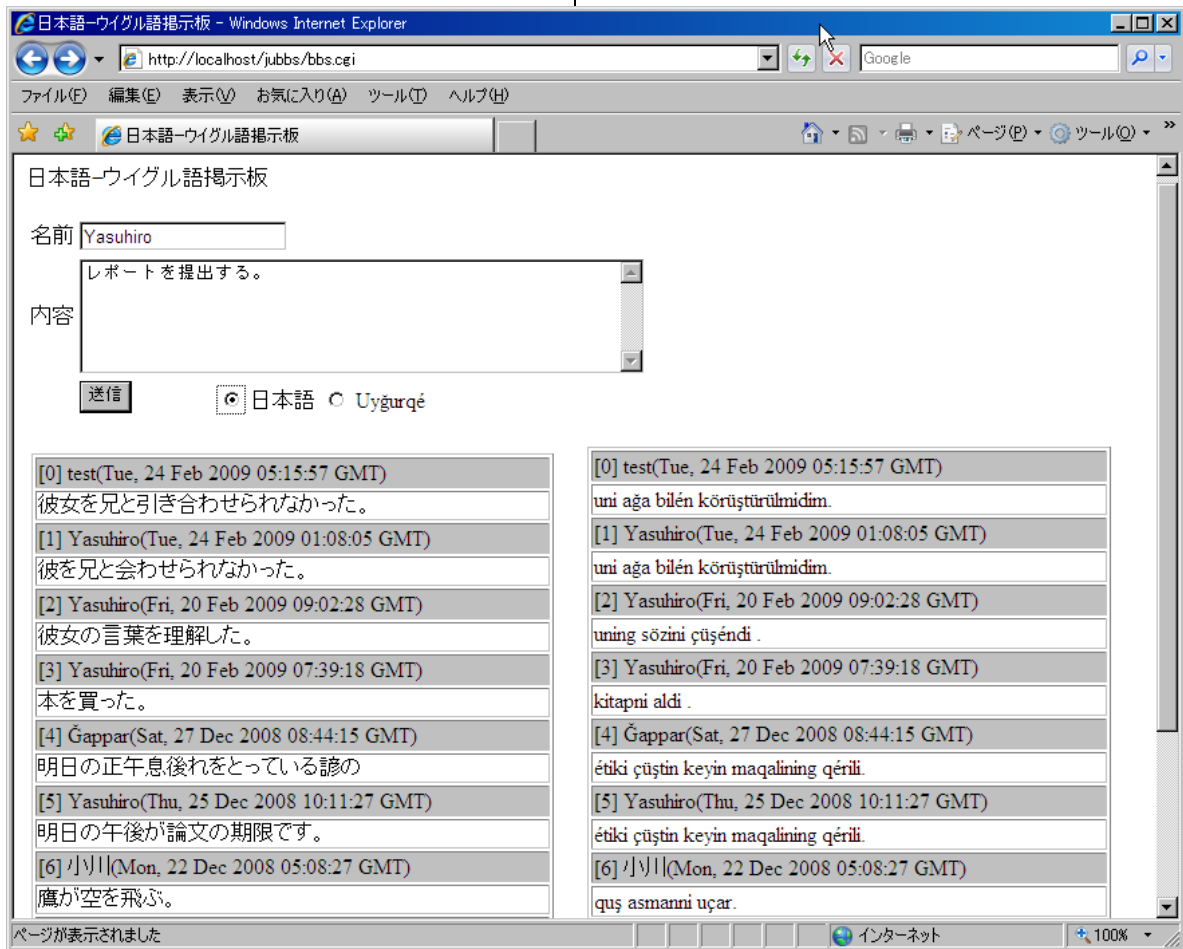 日本語-ウイグル語掲示板 - Windows Internet Explorer
http://localhost/jubbs/bbs.cgi
Google
ファイル(F) 編集(E) 表示(V) お気に入り(A) ツール(T) ヘルプ(H)
日本語-ウイグル語掲示板
ページ(P) ツール(O) »
日本語-ウイグル語掲示板
名前 Yasuhiro
レポートを提出する。
内容
送信 日本語 Uyğurqé
[0] test(Tue, 24 Feb 2009 05:15:57 GMT)
彼女を兄と引き合わせられなかった。
[1] Yasuhiro(Tue, 24 Feb 2009 01:08:05 GMT)
彼を兄と会わせられなかった。
[2] Yasuhiro(Fri, 20 Feb 2009 09:02:28 GMT)
彼女の言葉を理解した。
[3] Yasuhiro(Fri, 20 Feb 2009 07:39:18 GMT)
本を買った。
[4] Ğappar(Sat, 27 Dec 2008 08:44:15 GMT)
明日の正午息後れをとっている諺の
[5] Yasuhiro(Thu, 25 Dec 2008 10:11:27 GMT)
明日の午後が論文の期限です。
[6] 小川(Mon, 22 Dec 2008 05:08:27 GMT)
鷹が空を飛ぶ。
[0] test(Tue, 24 Feb 2009 05:15:57 GMT)
uni ağa bilén körüştürülmidim.
[1] Yasuhiro(Tue, 24 Feb 2009 01:08:05 GMT)
uni ağa bilén körüştürülmidim.
[2] Yasuhiro(Fri, 20 Feb 2009 09:02:28 GMT)
uning sözini çüşéndi .
[3] Yasuhiro(Fri, 20 Feb 2009 07:39:18 GMT)
kitapni aldi .
[4] Ğappar(Sat, 27 Dec 2008 08:44:15 GMT)
étiki çüştin keyin maqalining qérili.
[5] Yasuhiro(Thu, 25 Dec 2008 10:11:27 GMT)
étiki çüştin keyin maqalining qérili.
[6] 小川(Mon, 22 Dec 2008 05:08:27 GMT)
quş asmanni uçar.
ページが表示されました インターネット 100%